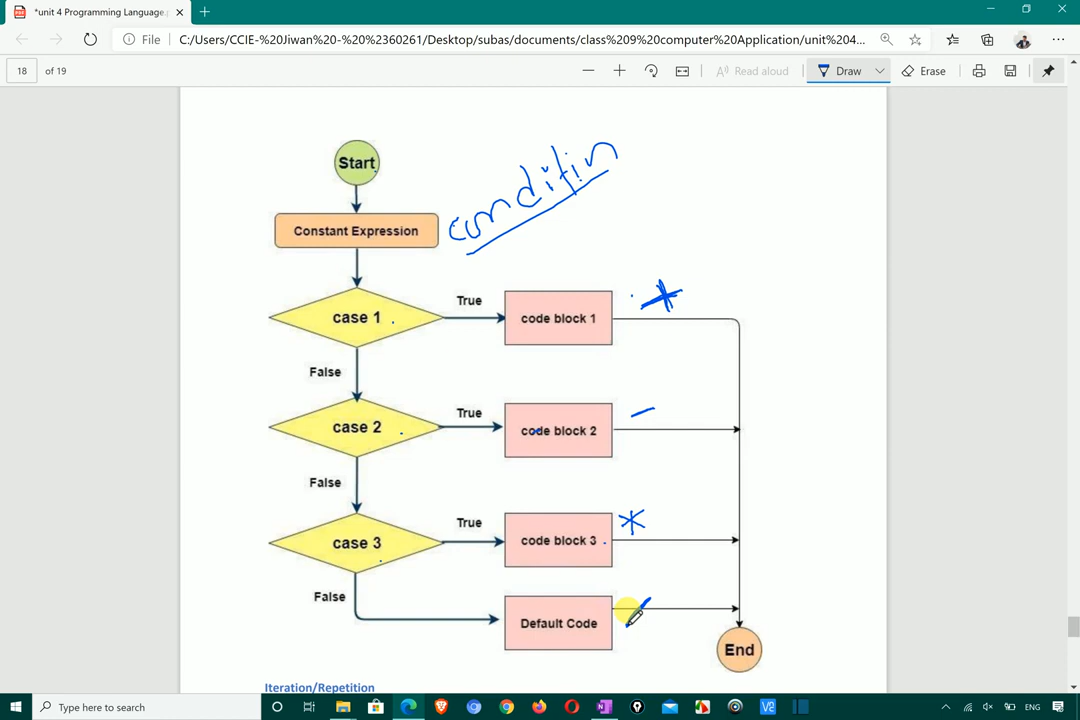 *unit 4 Programming Language.p
File
C:/Users/CCIE-%20Jiwan%20-%20%2360261/Desktop/subas/documents/class%209%20computer%20Application/unit%204...
18 of 19
Read aloud
Draw
Erase
Start
conditin
Constant Expression
case 1
True
code block 1
False
case 2
True
code block 2
False
case 3
True
code block 3
False
Default Code
End
Iteration/Repetition
Type here to search
ENG